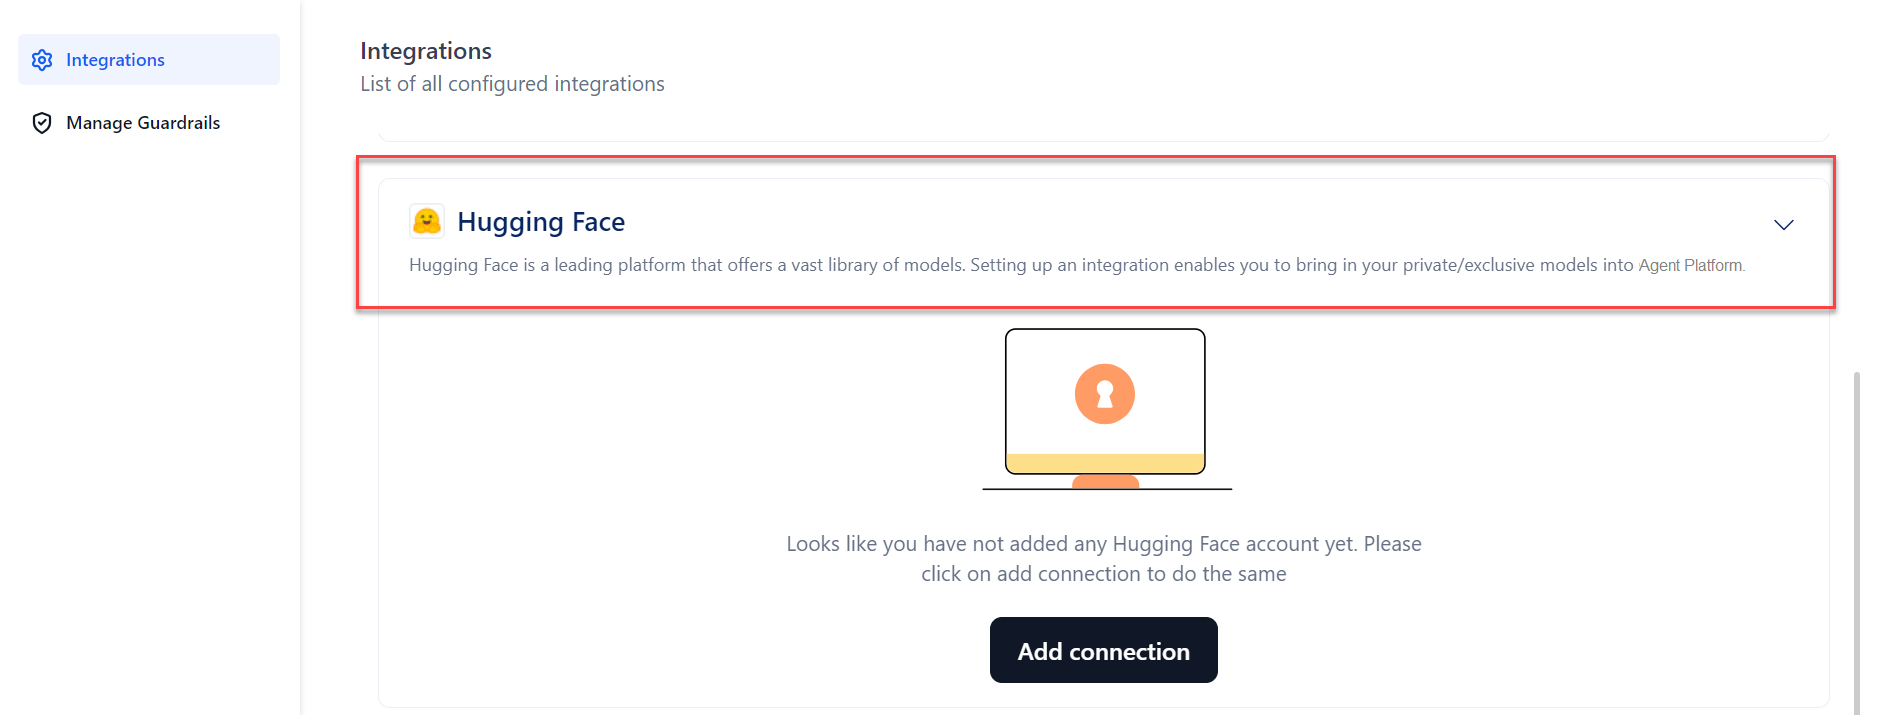 Integrations
Manage Guardrails
Integrations
List of all configured integrations
Hugging Face
Hugging Face is a leading platform that offers a vast library of models. Setting up an integration enables you to bring in your private/exclusive models into Agent Platform.
Looks like you have not added any Hugging Face account yet. Please
click on add connection to do the same
Add connection